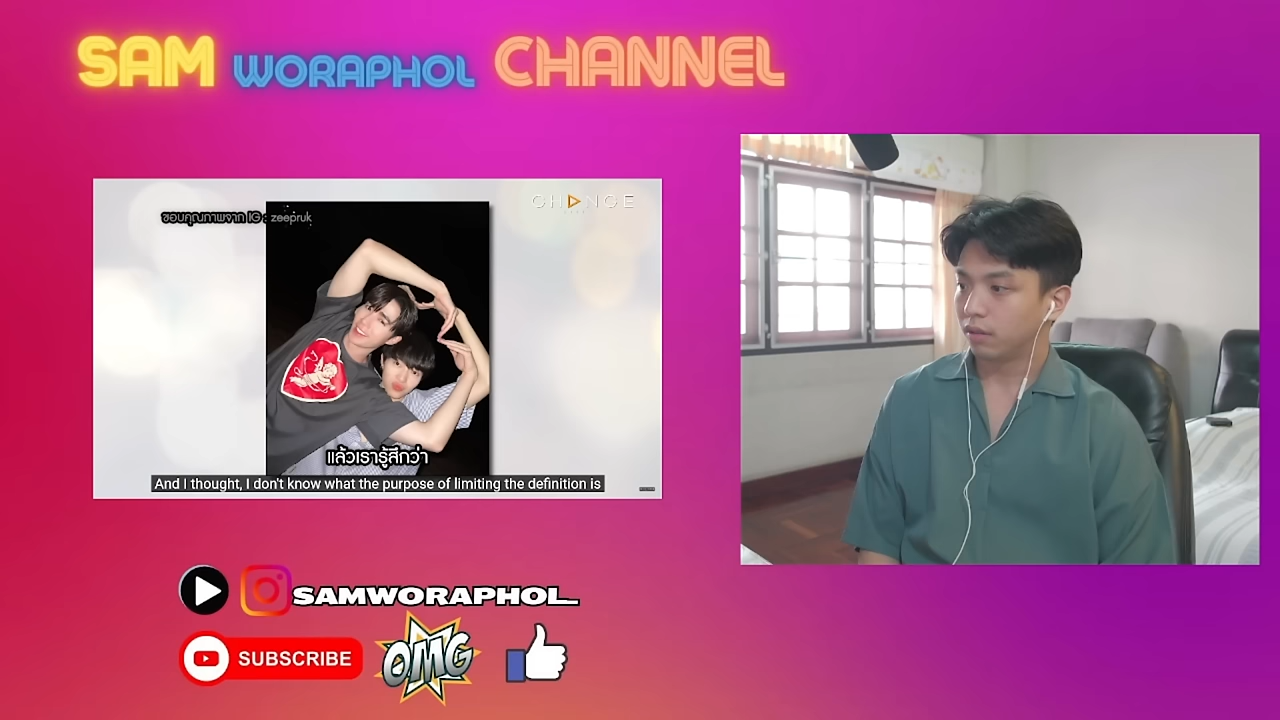 SAM WORAPHOL CHANNEL
ขอบคุณภาพจาก IG : zeepruk
CHANGE
แล้วเรารู้สึกว่า
And I thought, I don't know what the purpose of limiting the definition is
SAMWORAPHOL_
SUBSCRIBE
OMG